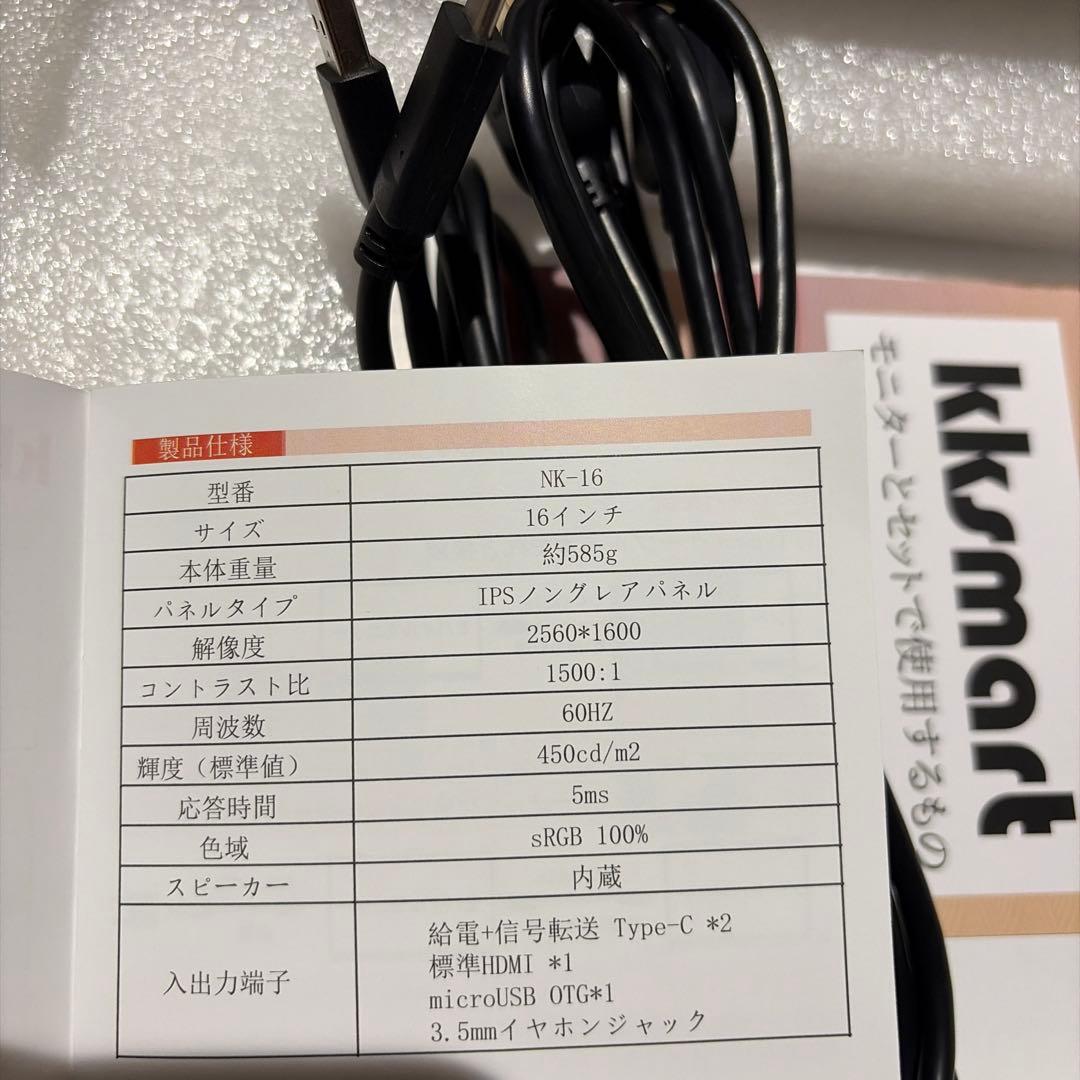 製品仕様
型番 NK-16
サイズ 16インチ
本体重量 約585g
パネルタイプ IPSノングレアパネル
解像度 2560*1600
コントラスト比 1500:1
周波数 60HZ
輝度（標準値） 450cd/m2
応答時間 5ms
色域 sRGB 100%
スピーカー 内蔵
入出力端子
給電+信号転送 Type-C *2
標準HDMI *1
microUSB OTG*1
3.5mmイヤホンジャック
kksmart
モニターとセットで使用するもの